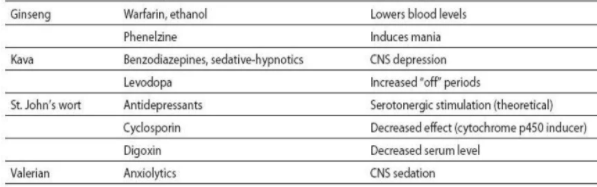 Ginseng Warfarin, ethanol Lowers blood levels
Phenelzine Induces mania
Kava Benzodiazepines, sedative-hypnotics CNS depression
Levodopa Increased "off" periods
St. John's wort Antidepressants Serotonergic stimulation (theoretical)
Cyclosporin Decreased effect (cytochrome p450 inducer)
Digoxin Decreased serum level
Valerian Anxiolytics CNS sedation